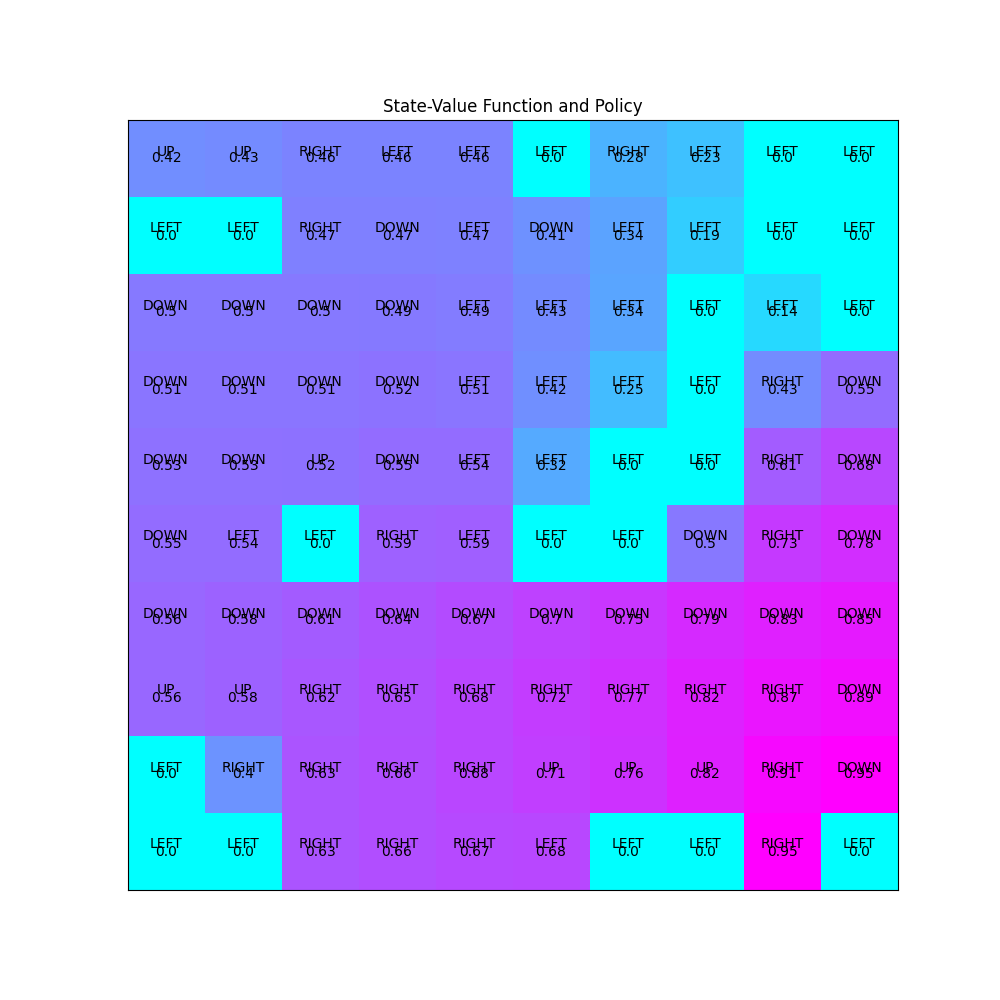 State-Value Function and Policy
UP UP RIGHT LEFT LEFT LEFT RIGHT LEFT LEFT LEFT
0.42 0.43 0.46 0.46 0.46 0.0 0.28 0.23 0.0 0.0
LEFT LEFT RIGHT DOWN LEFT DOWN LEFT LEFT LEFT LEFT
0.0 0.0 0.47 0.47 0.47 0.41 0.34 0.19 0.0 0.0
DOWN DOWN DOWN DOWN LEFT LEFT LEFT LEFT LEFT LEFT
0.5 0.5 0.5 0.49 0.49 0.43 0.34 0.0 0.14 0.0
DOWN DOWN DOWN DOWN LEFT LEFT LEFT LEFT RIGHT DOWN
0.51 0.51 0.51 0.52 0.51 0.42 0.25 0.0 0.43 0.55
DOWN DOWN UP DOWN LEFT LEFT LEFT LEFT RIGHT DOWN
0.53 0.53 0.52 0.55 0.54 0.32 0.0 0.0 0.61 0.68
DOWN LEFT LEFT RIGHT LEFT LEFT LEFT DOWN RIGHT DOWN
0.55 0.54 0.0 0.59 0.59 0.0 0.0 0.5 0.73 0.78
DOWN DOWN DOWN DOWN DOWN DOWN DOWN DOWN DOWN DOWN
0.56 0.58 0.61 0.64 0.67 0.7 0.75 0.79 0.83 0.85
UP UP RIGHT RIGHT RIGHT RIGHT RIGHT RIGHT RIGHT DOWN
0.56 0.58 0.62 0.65 0.68 0.72 0.77 0.82 0.87 0.89
LEFT RIGHT RIGHT RIGHT RIGHT UP UP UP RIGHT DOWN
0.0 0.4 0.63 0.66 0.68 0.71 0.76 0.82 0.91 0.95
LEFT LEFT RIGHT RIGHT RIGHT LEFT LEFT LEFT RIGHT LEFT
0.0 0.0 0.63 0.66 0.67 0.68 0.0 0.0 0.95 0.0